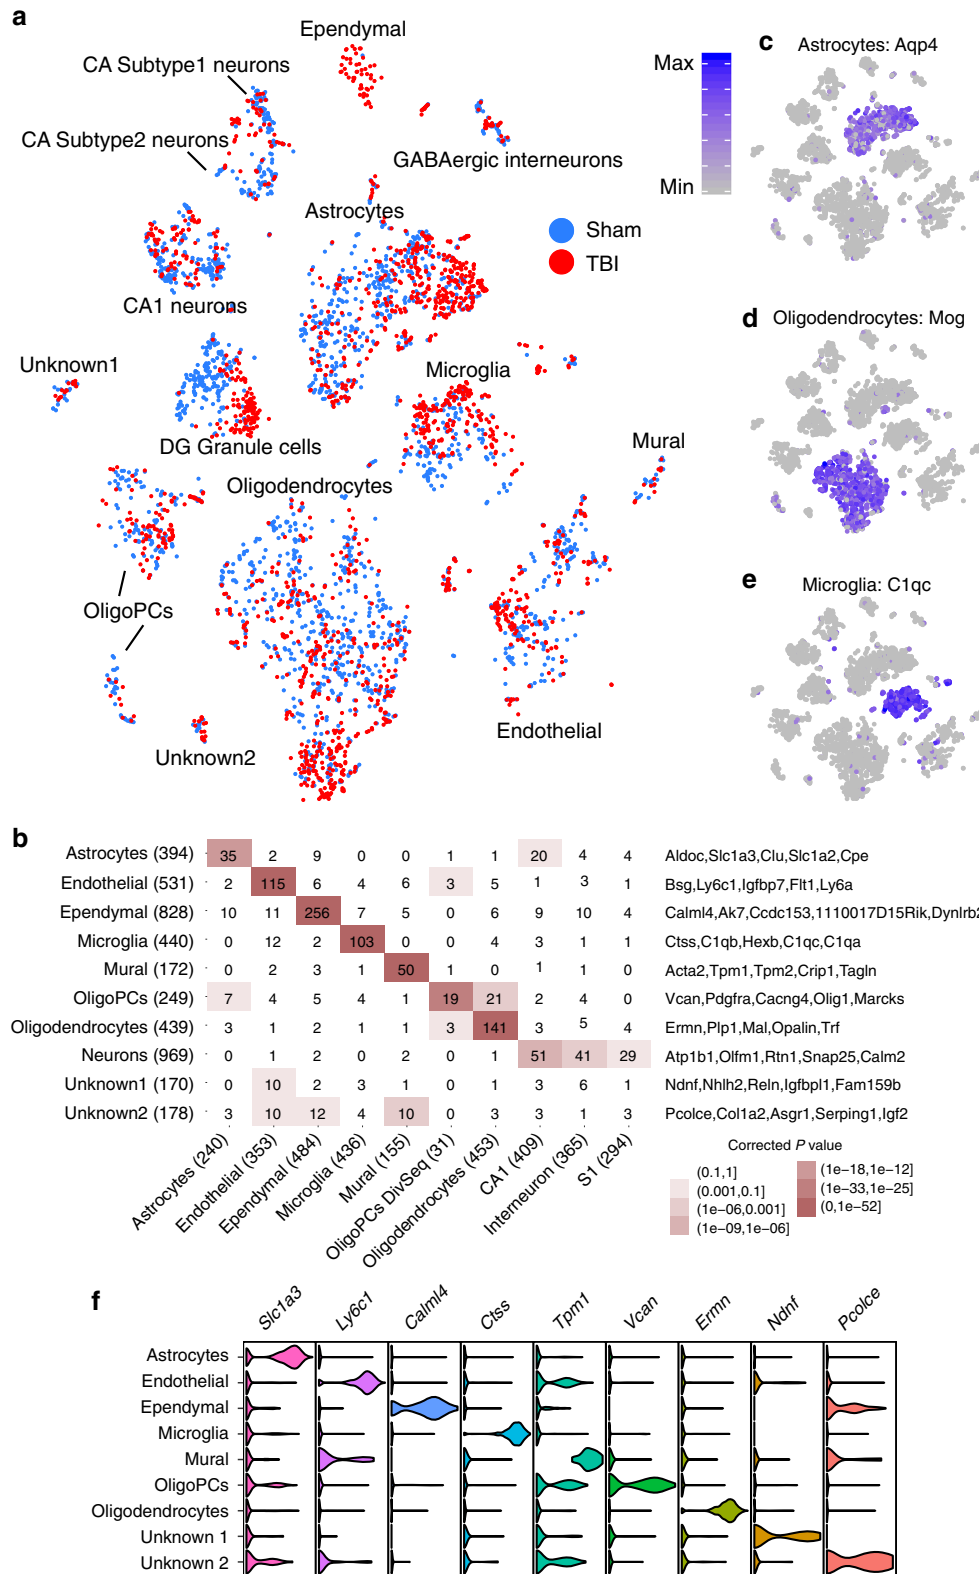 a
Ependymal
CA Subtype1 neurons
CA Subtype2 neurons
GABAergic interneurons
Astrocytes
Sham
TBI
CA1 neurons
Unknown1
Microglia
DG Granule cells
Mural
Oligodendrocytes
OligoPCs
Unknown2
Endothelial
Max
Min
c
Astrocytes: Aqp4
d
Oligodendrocytes: Mog
e
Microglia: C1qc
b
Astrocytes (394) 35 2 9 0 0 1 1 20 4 4 Aldoc,Slc1a3,Clu,Slc1a2,Cpe
Endothelial (531) 2 115 6 4 6 3 5 1 3 1 Bsg,Ly6c1,Igfbp7,Flt1,Ly6a
Ependymal (828) 10 11 256 7 5 0 6 9 10 4 Calml4,Ak7,Ccdc153,1110017D15Rik,Dynlrb2
Microglia (440) 0 12 2 103 0 0 4 3 1 1 Ctss,C1qb,Hexb,C1qc,C1qa
Mural (172) 0 2 3 1 50 1 0 1 1 0 Acta2,Tpm1,Tpm2,Crip1,Tagln
OligoPCs (249) 7 4 5 4 1 19 21 2 4 0 Vcan,Pdgfra,Cacng4,Olig1,Marcks
Oligodendrocytes (439) 3 1 2 1 1 3 141 3 5 4 Ermn,Plp1,Mal,Opalin,Trf
Neurons (969) 0 1 2 0 2 0 1 51 41 29 Atp1b1,Olfm1,Rtn1,Snap25,Calm2
Unknown1 (170) 0 10 2 3 1 0 1 3 6 1 Ndnf,Nhlh2,Reln,Igfbpl1,Fam159b
Unknown2 (178) 3 10 12 4 10 0 3 3 1 3 Pcolce,Col1a2,Asgr1,Serping1,Igf2
Astrocytes (240)
Endothelial (353)
Ependymal (484)
Microglia (436)
Mural (155)
OligoPCs DivSeq (31)
Oligodendrocytes (453)
CA1 (409)
Interneuron (365)
S1 (294)
Corrected P value
(0.1,1]
(0.001,0.1]
(1e-06,0.001]
(1e-09,1e-06]
(1e-18,1e-12]
(1e-33,1e-25]
(0,1e-52]
f
Slc1a3 Ly6c1 Calml4 Ctss Tpm1 Vcan Ermn Ndnf Pcolce
Astrocytes
Endothelial
Ependymal
Microglia
Mural
OligoPCs
Oligodendrocytes
Unknown 1
Unknown 2